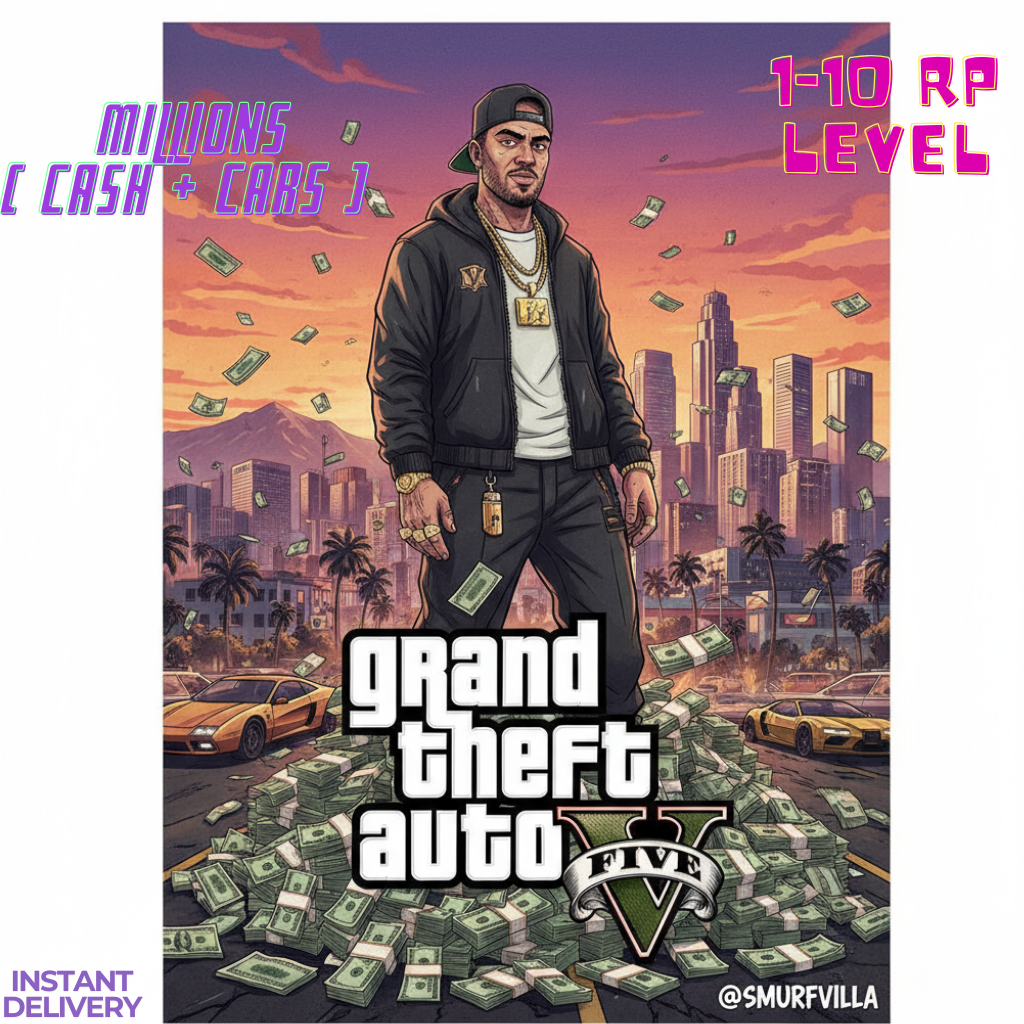 MILLIONS
[ CASH + CARS ]
1-10 RP
LEVEL
grand
theft
auto V
FIVE
INSTANT
DELIVERY
@SMURFVILLA